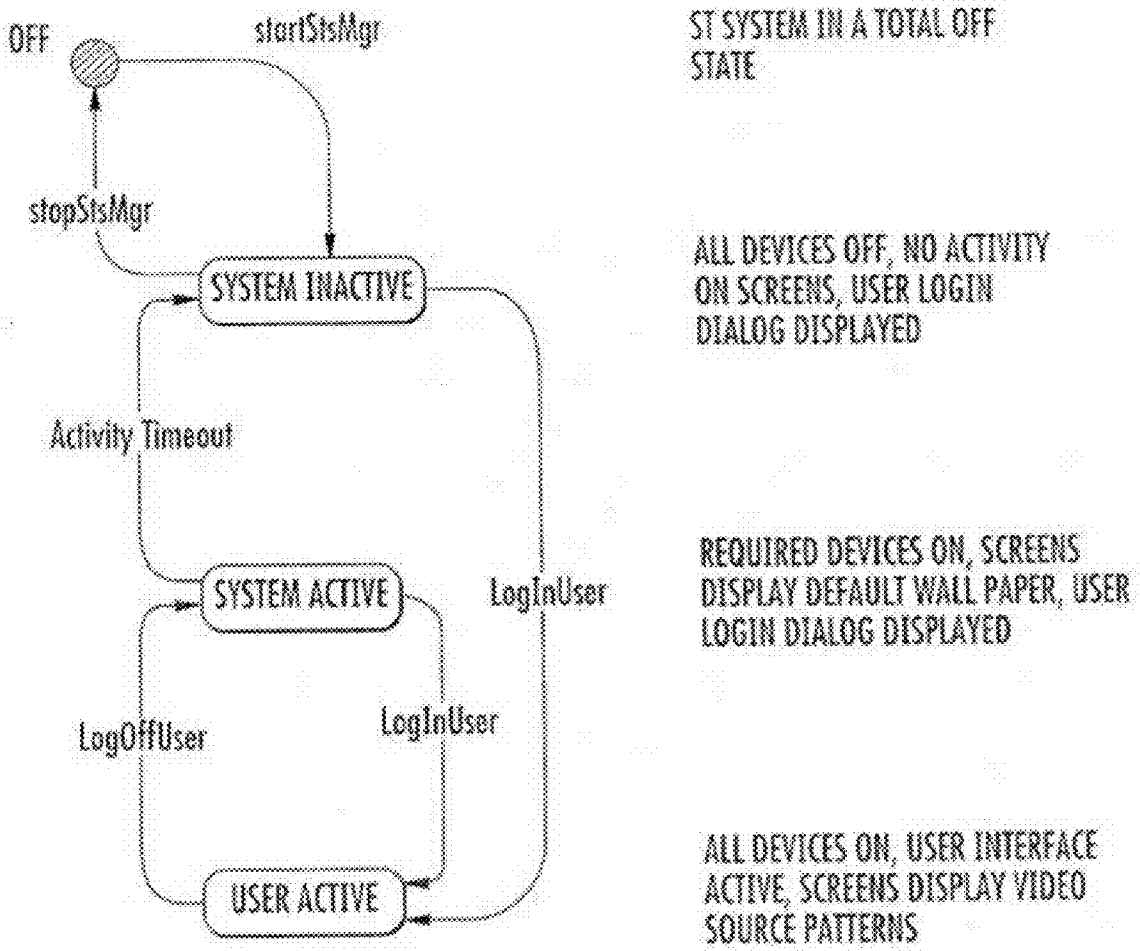 OFF
startStsMgr
ST SYSTEM IN A TOTAL OFF
STATE
stopStsMgr
SYSTEM INACTIVE
ALL DEVICES OFF, NO ACTIVITY
ON SCREENS, USER LOGIN
DIALOG DISPLAYED
Activity Timeout
SYSTEM ACTIVE
LogInUser
REQUIRED DEVICES ON, SCREENS
DISPLAY DEFAULT WALL PAPER, USER
LOGIN DIALOG DISPLAYED
LogOffUser
LogInUser
USER ACTIVE
ALL DEVICES ON, USER INTERFACE
ACTIVE, SCREENS DISPLAY VIDEO
SOURCE PATTERNS